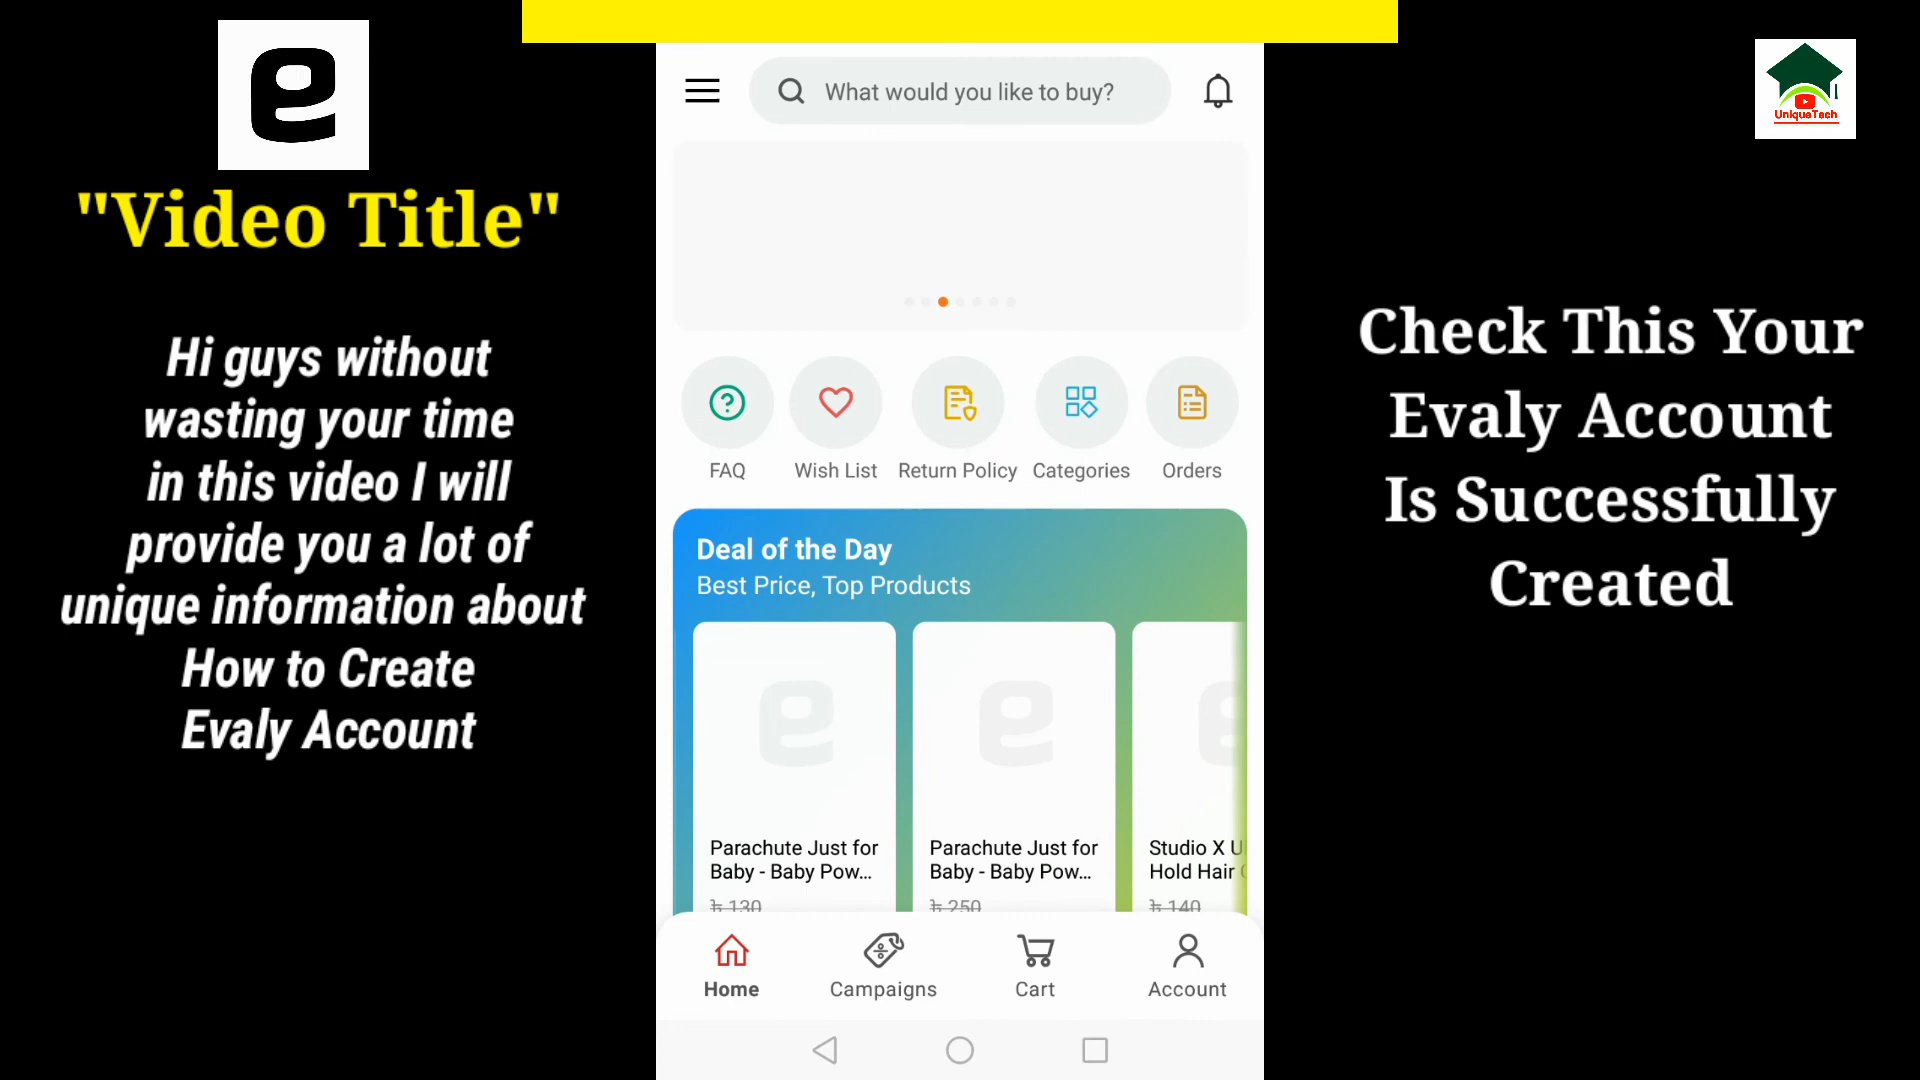 e
"Video Title"
Hi guys without
wasting your time
in this video I will
provide you a lot of
unique information about
How to Create
Evaly Account
What would you like to buy?
FAQ
Wish List
Return Policy
Categories
Orders
Deal of the Day
Best Price, Top Products
Parachute Just for
Baby - Baby Pow...
৳ 130
Parachute Just for
Baby - Baby Pow...
৳ 250
Studio X U
Hold Hair
৳ 140
Home
Campaigns
Cart
Account
UniqueTech
Check This Your
Evaly Account
Is Successfully
Created